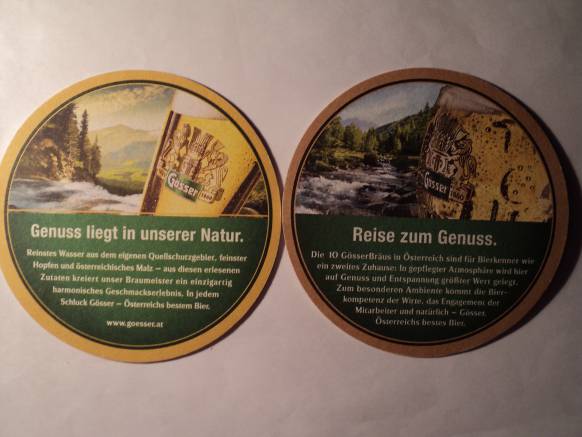 Gösser
Genuss liegt in unserer Natur.
Reinstes Wasser aus dem eigenen Quellschutzgebiet, feinster
Hopfen und österreichisches Malz – aus diesen erlesenen
Zutaten kreiert unser Braumeister ein einzigartig
harmonisches Geschmackserlebnis. In jedem
Schluck Gösser – Österreichs bestem Bier.
www.goesser.at
Gösser
Reise zum Genuss.
Die 10 GösserBräus in Österreich sind für Bierkenner wie
ein zweites Zuhause: In gepflegter Atmosphäre wird hier
auf Genuss und Entspannung größter Wert gelegt.
Zum besonderen Ambiente kommt die Bier-
kompetenz der Wirte, das Engagement der
Mitarbeiter und natürlich – Gösser.
Österreichs bestes Bier.